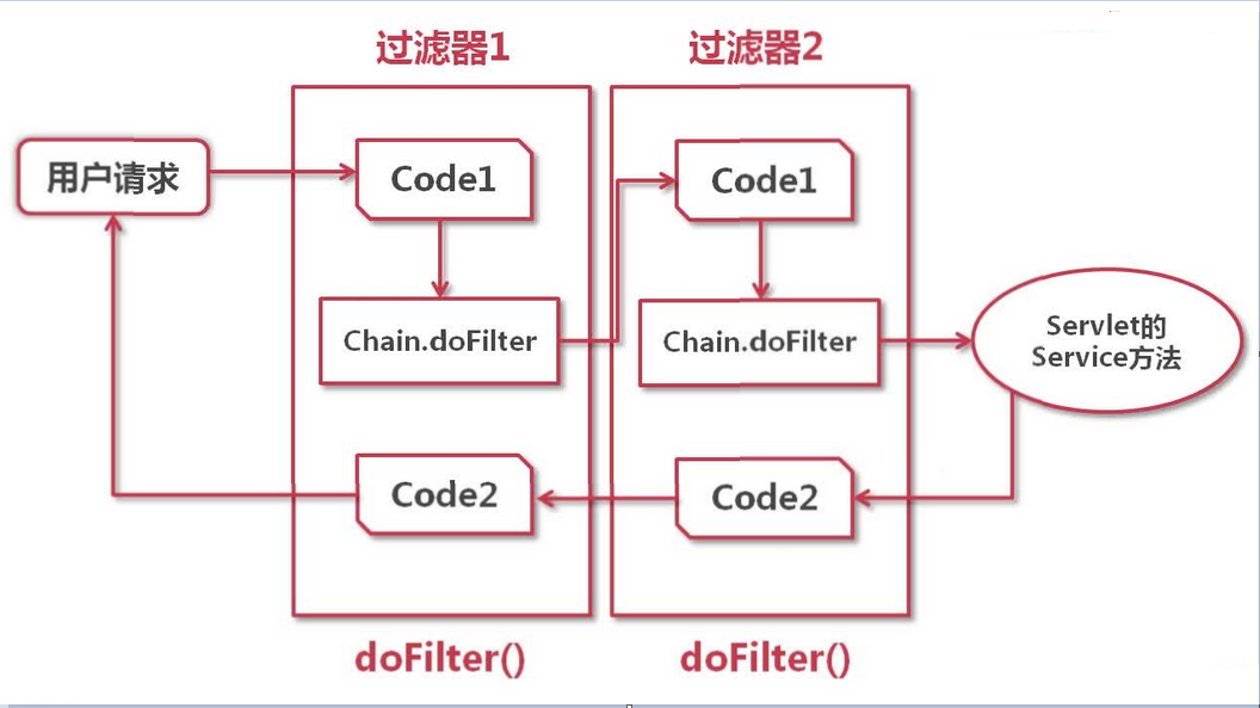 过滤器1
过滤器2
用户请求
Code1
Code1
Chain.doFilter
Chain.doFilter
Servlet的
Service方法
Code2
Code2
doFilter()
doFilter()